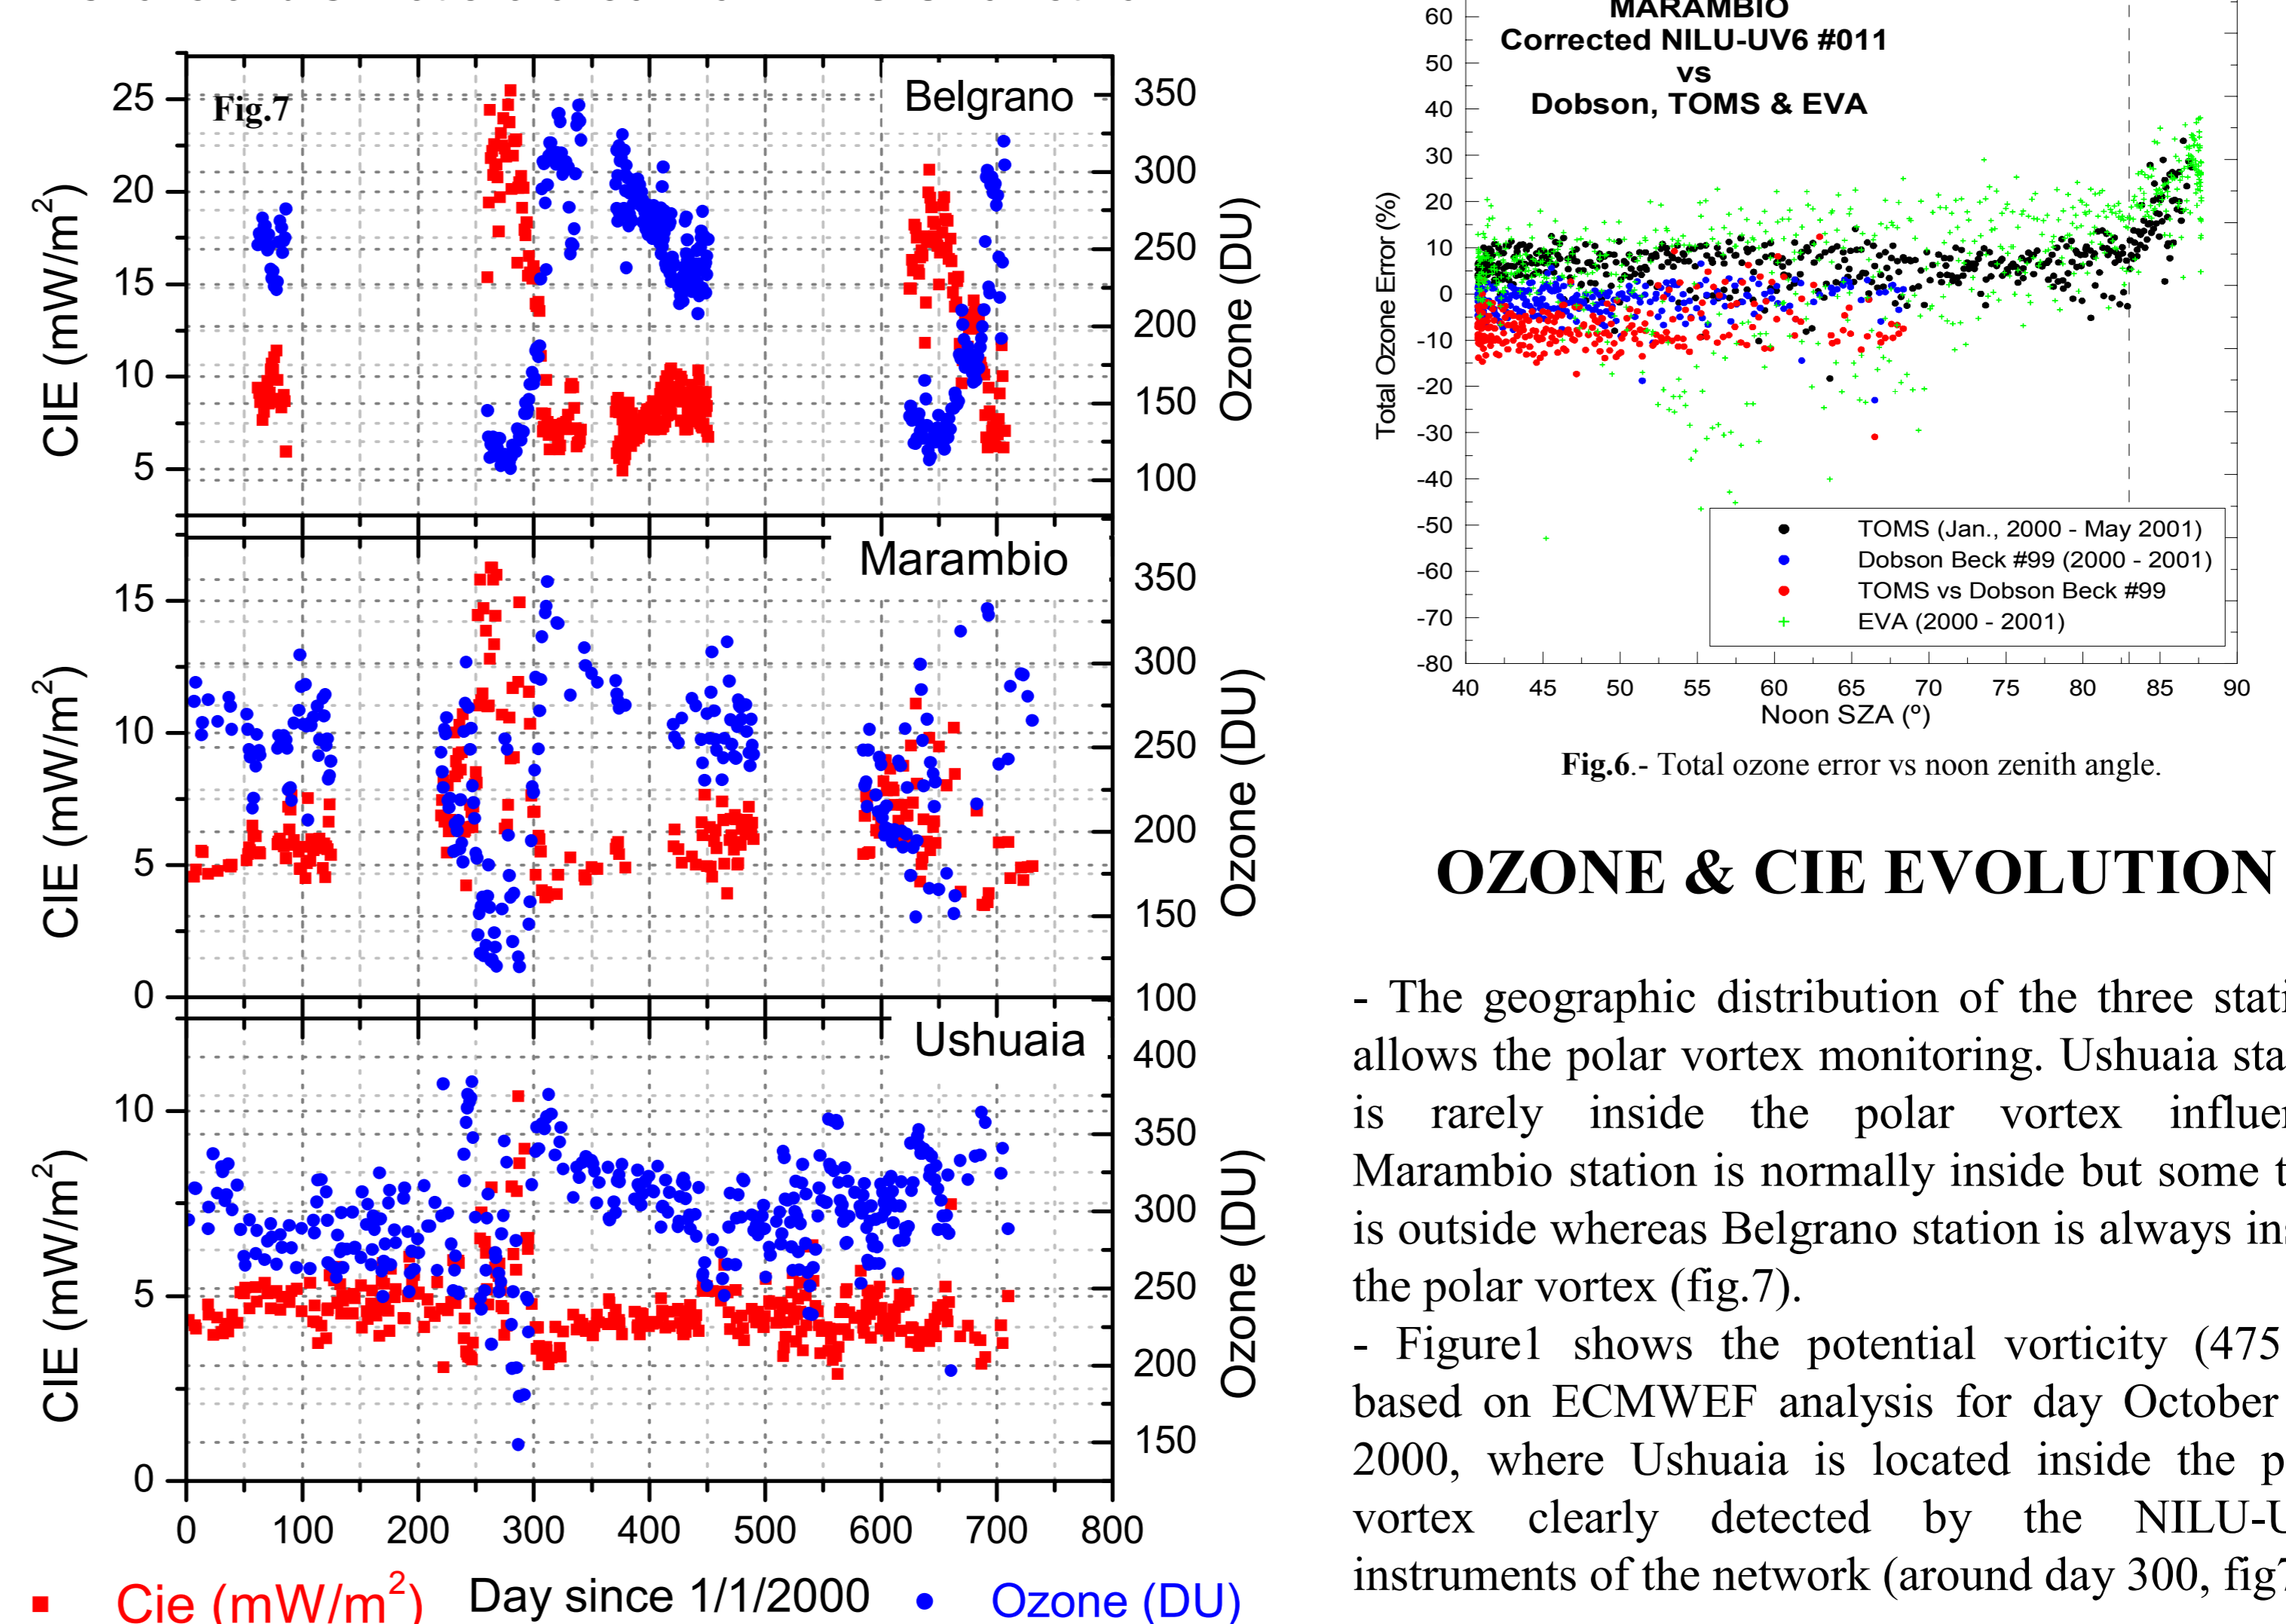 Fig.7
Belgrano
25
20
15
10
5
CIE (mW/m²)
350
300
250
200
150
100
Ozone (DU)
Marambio
15
10
5
0
CIE (mW/m²)
350
300
250
200
150
100
Ozone (DU)
Ushuaia
10
5
0
CIE (mW/m²)
400
350
300
250
200
150
Ozone (DU)
0 100 200 300 400 500 600 700 800
Cie (mW/m²) Day since 1/1/2000 Ozone (DU)
MARAMBIO
Corrected NILU-UV6 #011
vs
Dobson, TOMS & EVA
60
50
40
30
20
10
0
-10
-20
-30
-40
-50
-60
-70
-80
Total Ozone Error (%)
TOMS (Jan., 2000 - May 2001)
Dobson Beck #99 (2000 - 2001)
TOMS vs Dobson Beck #99
EVA (2000 - 2001)
40 45 50 55 60 65 70 75 80 85 90
Noon SZA (º)
Fig.6.- Total ozone error vs noon zenith angle.
OZONE & CIE EVOLUTION
- The geographic distribution of the three stati
allows the polar vortex monitoring. Ushuaia sta
is rarely inside the polar vortex influe
Marambio station is normally inside but some t
is outside whereas Belgrano station is always ins
the polar vortex (fig.7).
- Figure1 shows the potential vorticity (475
based on ECMWEF analysis for day October
2000, where Ushuaia is located inside the p
vortex clearly detected by the NILU-U
instruments of the network (around day 300, fig7